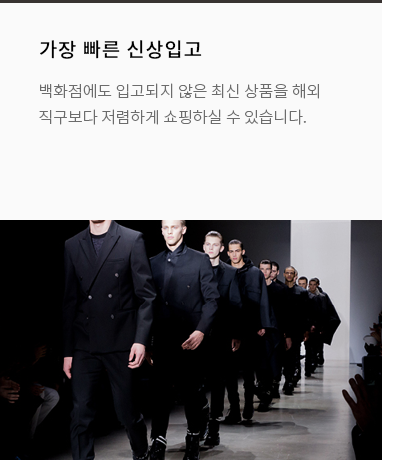 가장 빠른 신상입고
백화점에도 입고되지 않은 최신 상품을 해외
직구보다 저렴하게 쇼핑하실 수 있습니다.